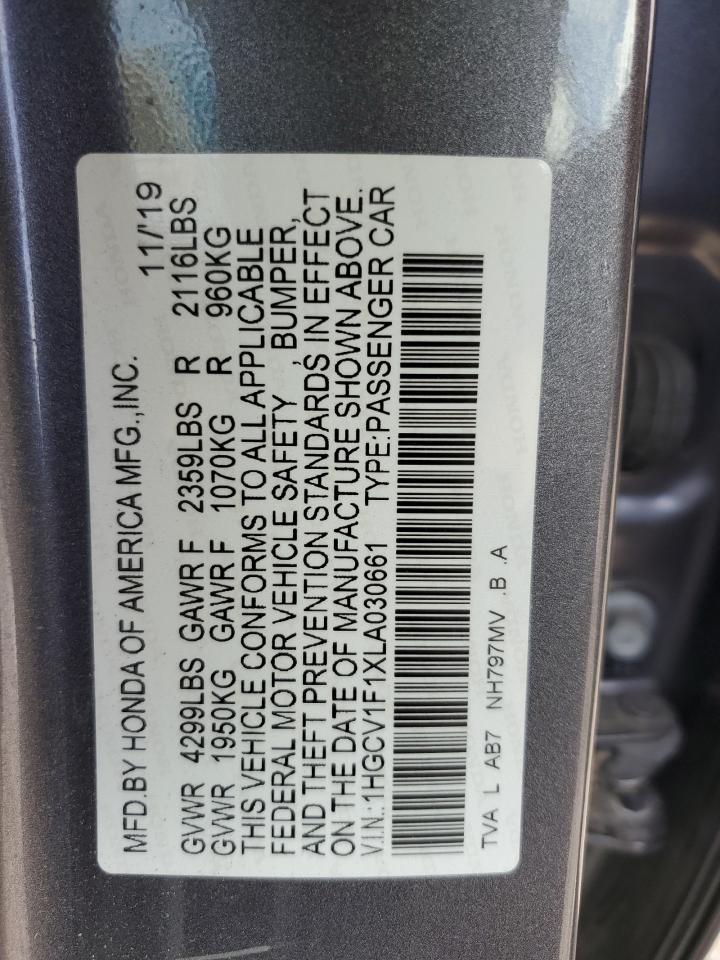 MFD.BY HONDA OF AMERICA MFG.,INC. 11/'19
GVWR 4299LBS GAWR F 2359LBS R 2116LBS
GVWR 1950KG GAWR F 1070KG R 960KG
THIS VEHICLE CONFORMS TO ALL APPLICABLE
FEDERAL MOTOR VEHICLE SAFETY, BUMPER,
AND THEFT PREVENTION STANDARDS, IN EFFECT
ON THE DATE OF MANUFACTURE SHOWN ABOVE.
V.I.N.:1HGCV1F1XLA030661 TYPE:PASSENGER CAR
TVA L AB7 NH797MV .B .A